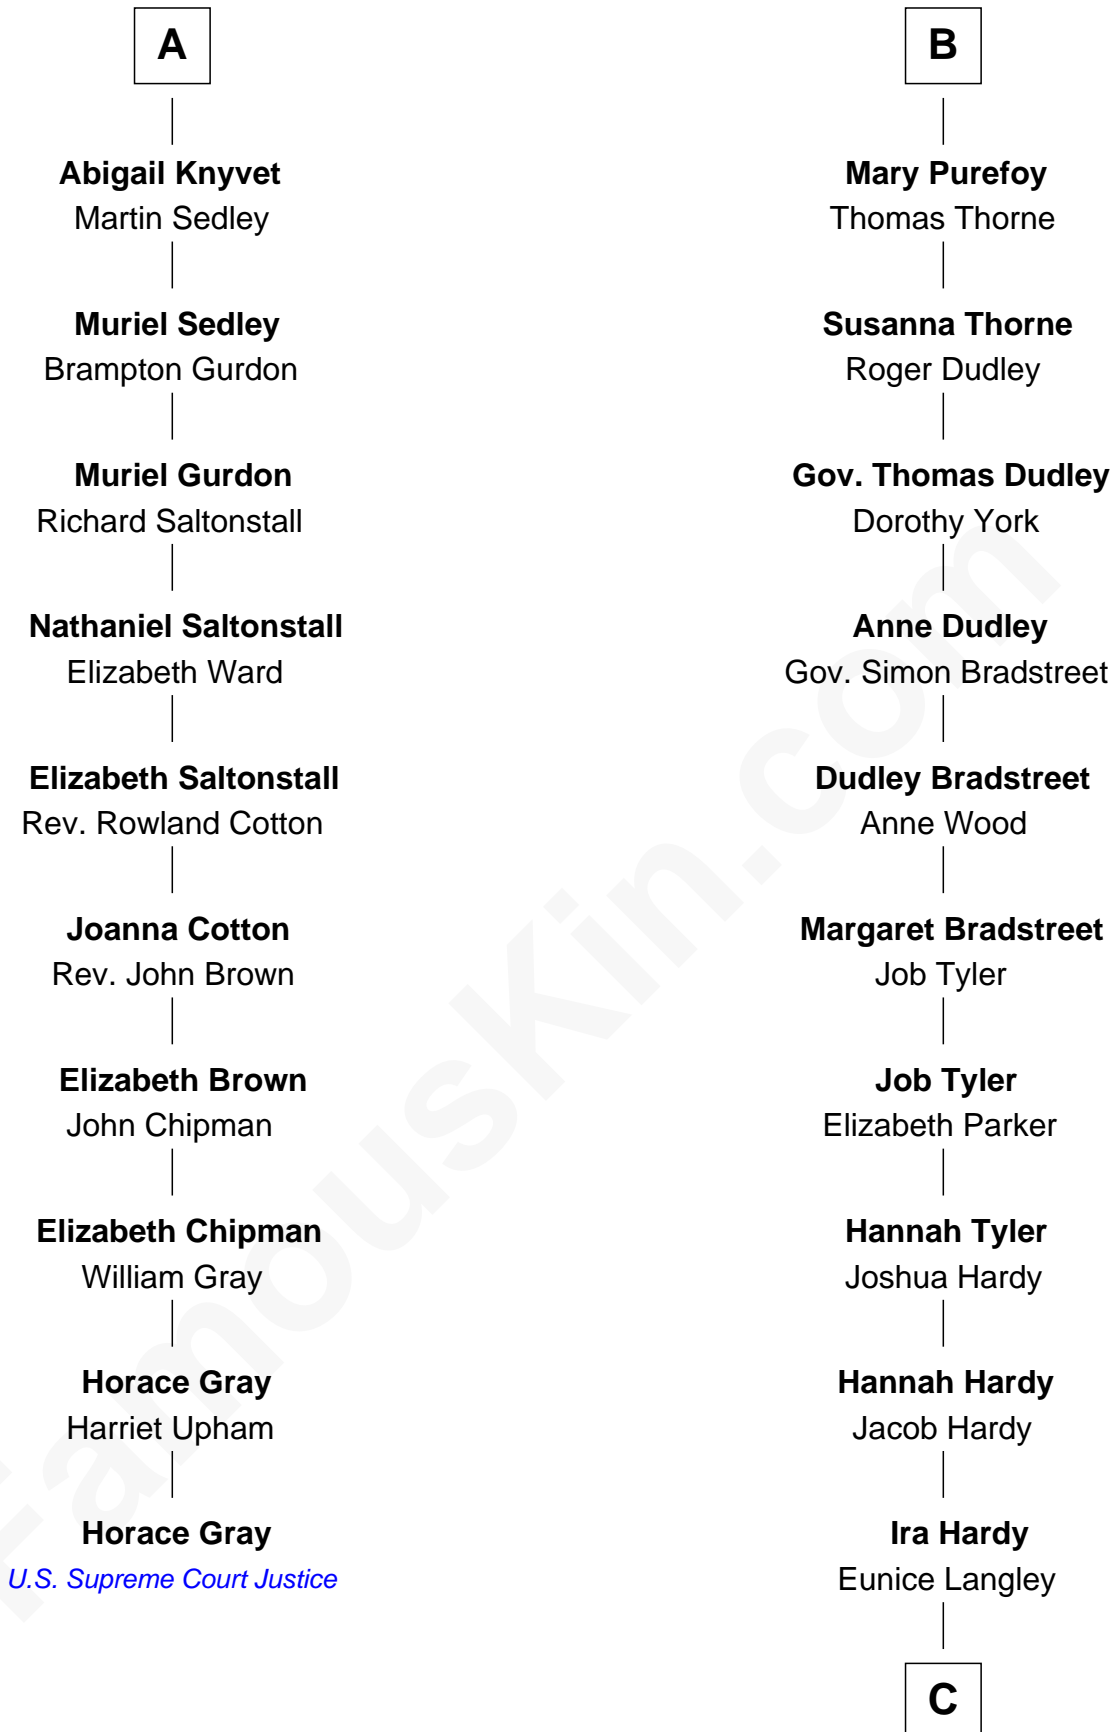 A
Abigail Knyvet
Martin Sedley
Muriel Sedley
Brampton Gurdon
Muriel Gurdon
Richard Saltonstall
Nathaniel Saltonstall
Elizabeth Ward
Elizabeth Saltonstall
Rev. Rowland Cotton
Joanna Cotton
Rev. John Brown
Elizabeth Brown
John Chipman
Elizabeth Chipman
William Gray
Horace Gray
Harriet Upham
Horace Gray
U.S. Supreme Court Justice
B
Mary Purefoy
Thomas Thorne
Susanna Thorne
Roger Dudley
Gov. Thomas Dudley
Dorothy York
Anne Dudley
Gov. Simon Bradstreet
Dudley Bradstreet
Anne Wood
Margaret Bradstreet
Job Tyler
Job Tyler
Elizabeth Parker
Hannah Tyler
Joshua Hardy
Hannah Hardy
Jacob Hardy
Ira Hardy
Eunice Langley
C
FamousKin.com